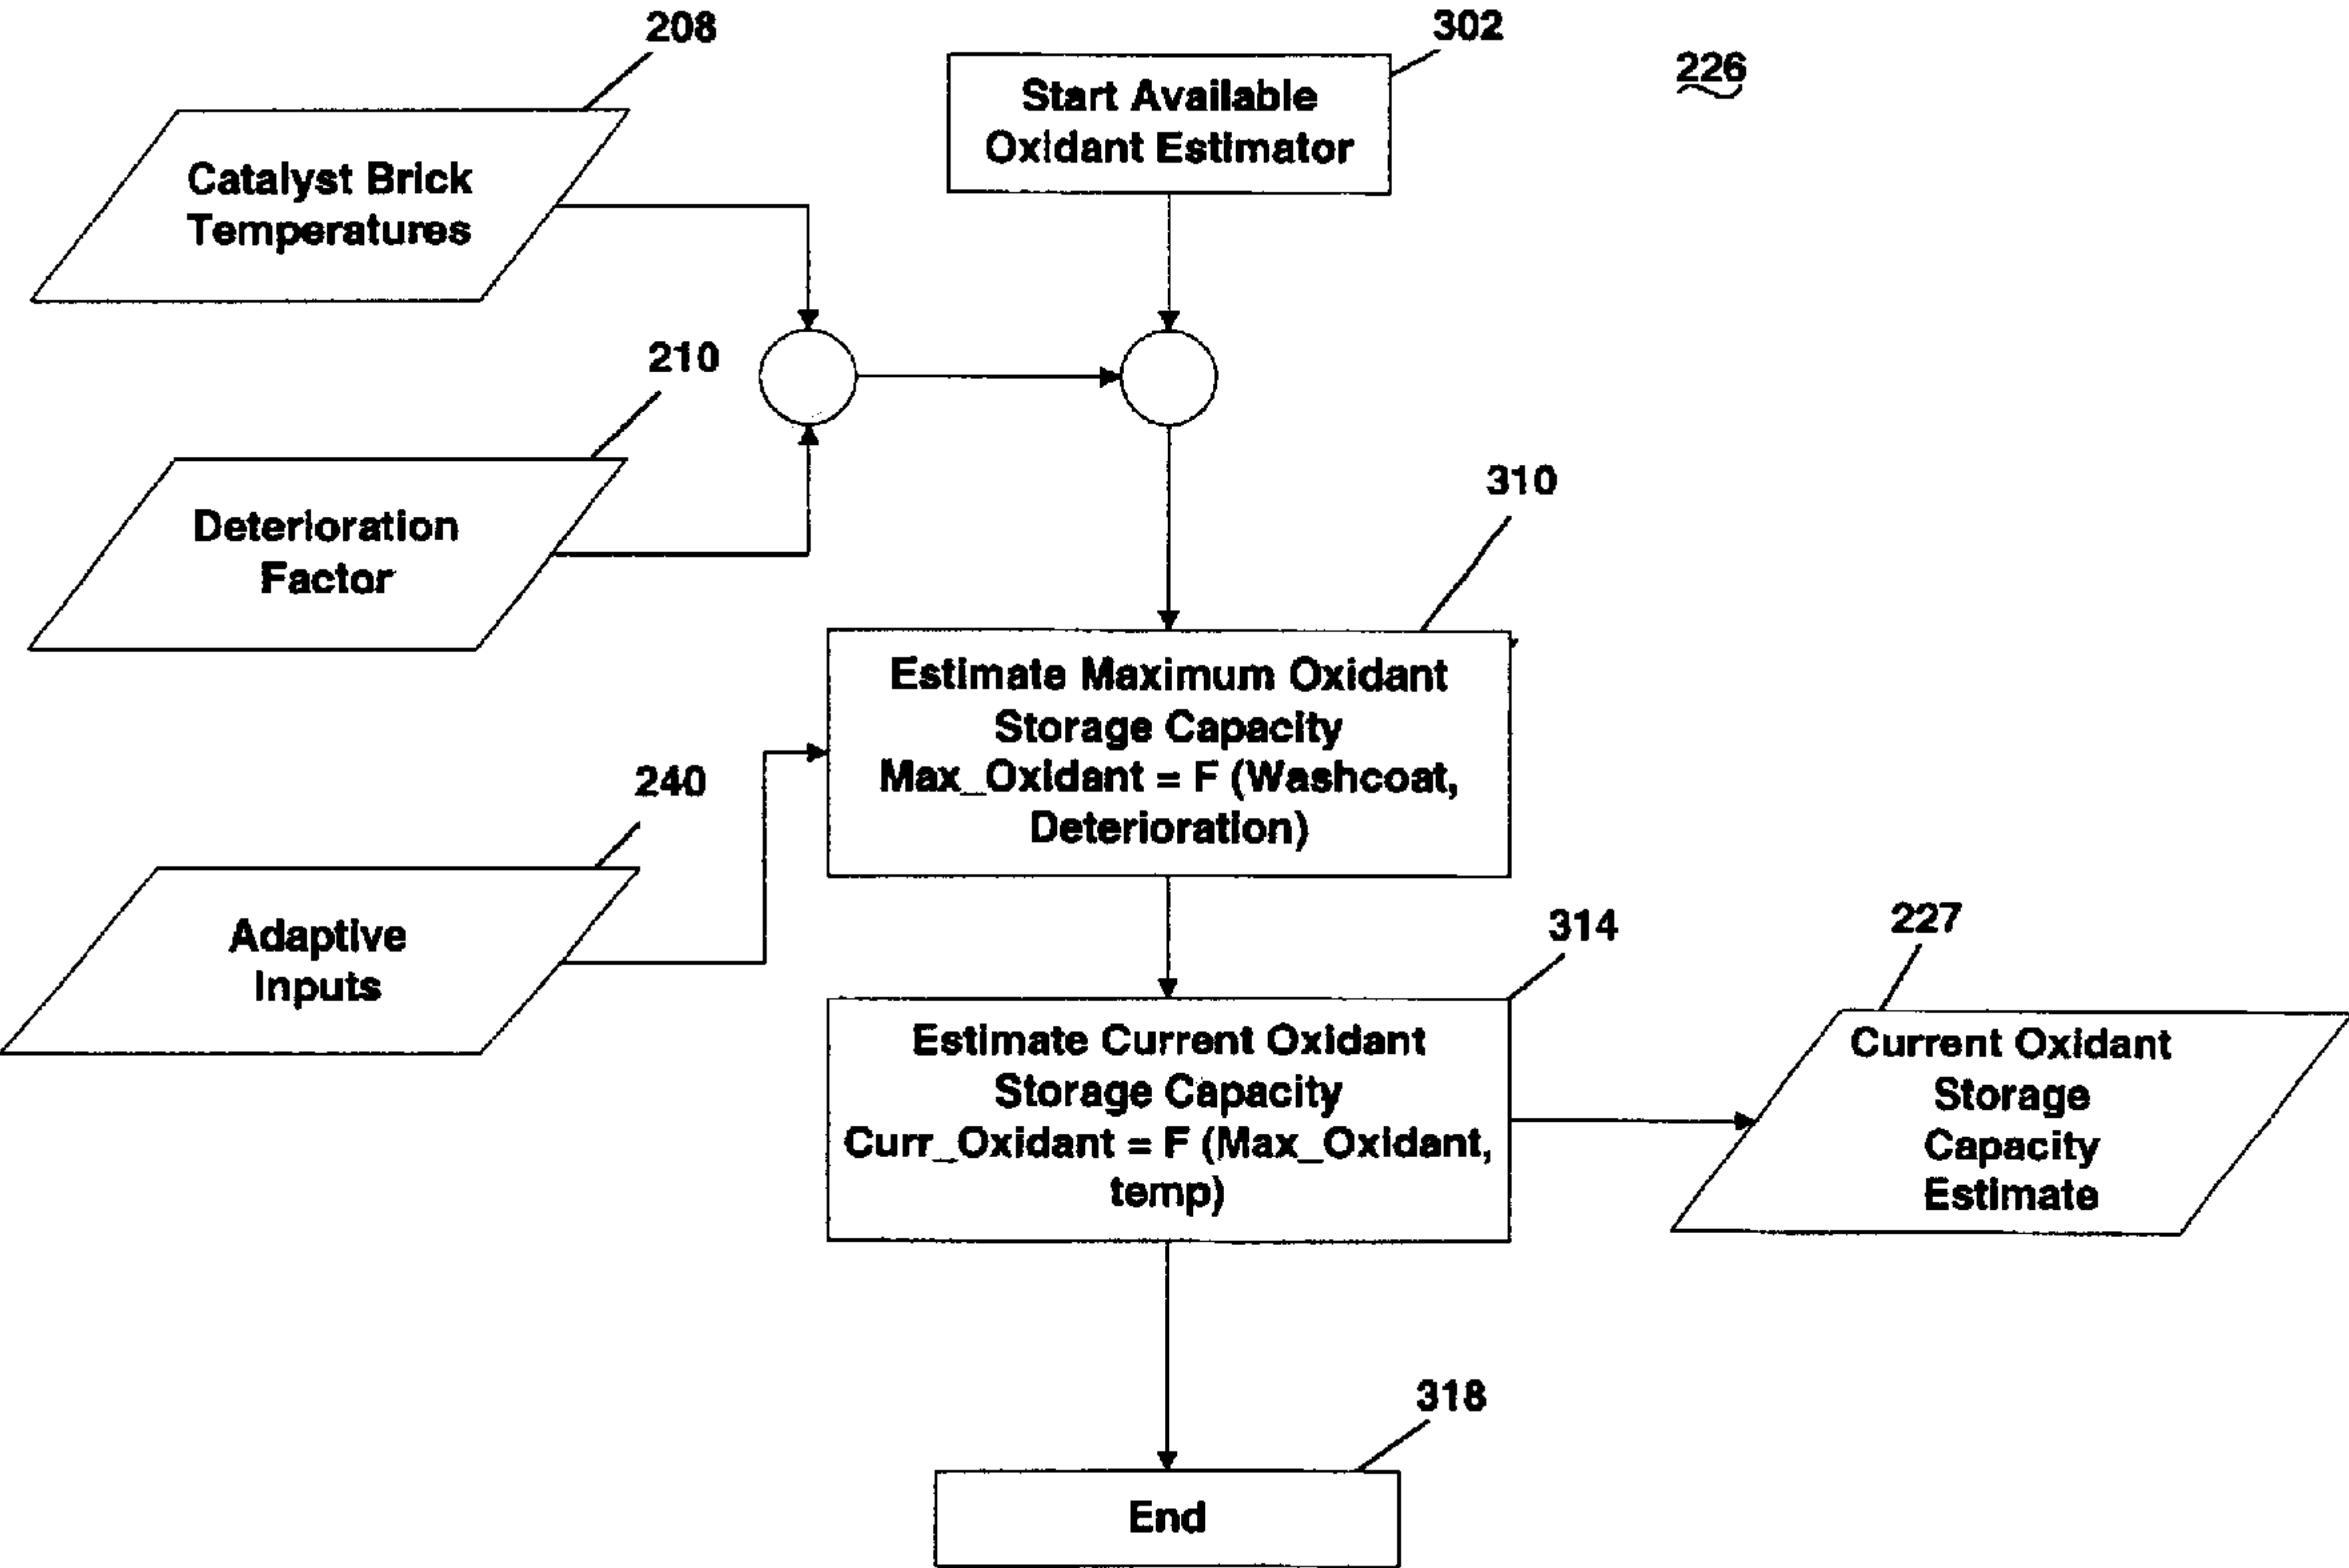 208
302
226
Start Available
Oxidant Estimator
Catalyst Brick
Temperatures
210
Deterioration
Factor
310
Estimate Maximum Oxidant
Storage Capacity
Max_Oxidant = F (Washcoat,
Deterioration)
240
Adaptive
Inputs
314
227
Estimate Current Oxidant
Storage Capacity
Curr_Oxidant = F (Max_Oxidant,
temp)
Current Oxidant
Storage
Capacity
Estimate
318
End